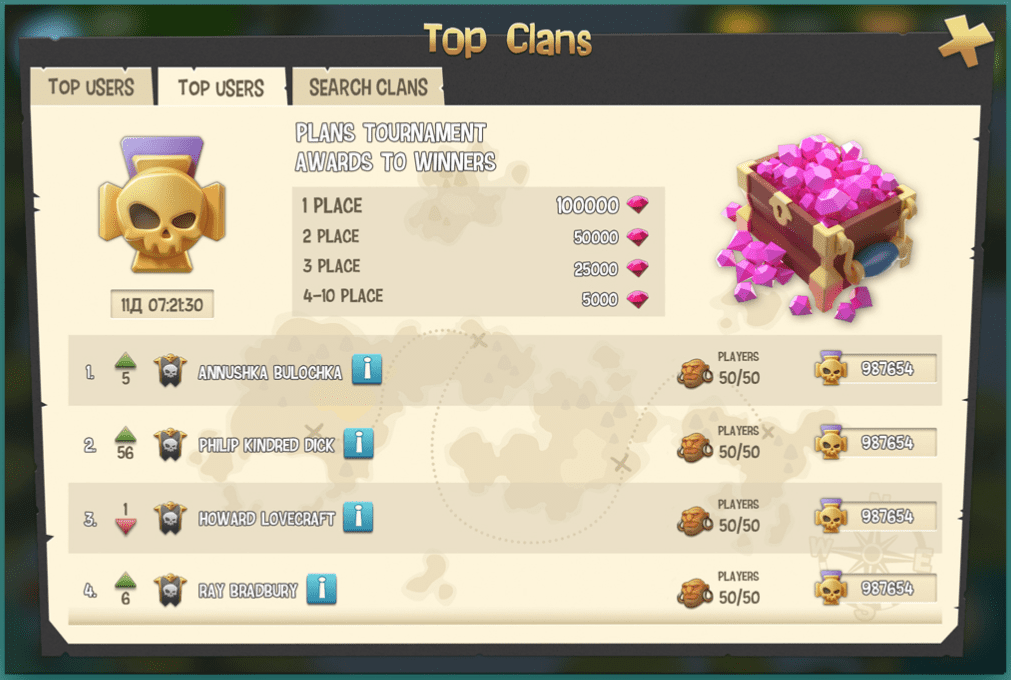 Top Clans
TOP USERS
TOP USERS
SEARCH CLANS
PLANS TOURNAMENT
AWARDS TO WINNERS
1 PLACE 100000
2 PLACE 50000
3 PLACE 25000
4-10 PLACE 5000
11Д 07:21:30
1. 5 ANNUSHKA BULOCHKA i PLAYERS 50/50 987654
2. 56 PHILIP KINDRED DICK i PLAYERS 50/50 987654
3. 1 HOWARD LOVECRAFT i PLAYERS 50/50 987654
4. 6 RAY BRADBURY i PLAYERS 50/50 987654
W E
S